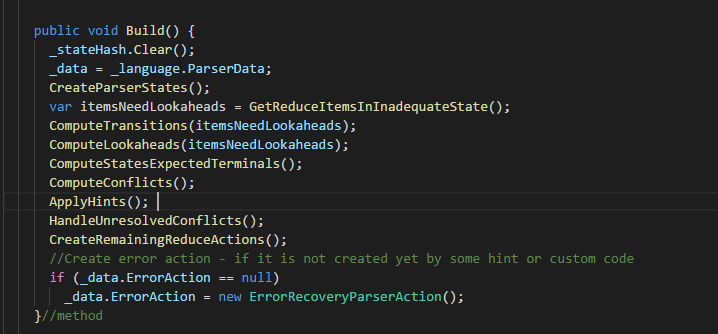 public void Build() {
_stateHash.Clear();
_data = _language.ParserData;
CreateParserStates();
var itemsNeedLookaheads = GetReduceItemsInInadequateState();
ComputeTransitions(itemsNeedLookaheads);
ComputeLookaheads(itemsNeedLookaheads);
ComputeStatesExpectedTerminals();
ComputeConflicts();
ApplyHints();
HandleUnresolvedConflicts();
CreateRemainingReduceActions();
//Create error action - if it is not created yet by some hint or custom code
if (_data.ErrorAction == null)
_data.ErrorAction = new ErrorRecoveryParserAction();
}//method